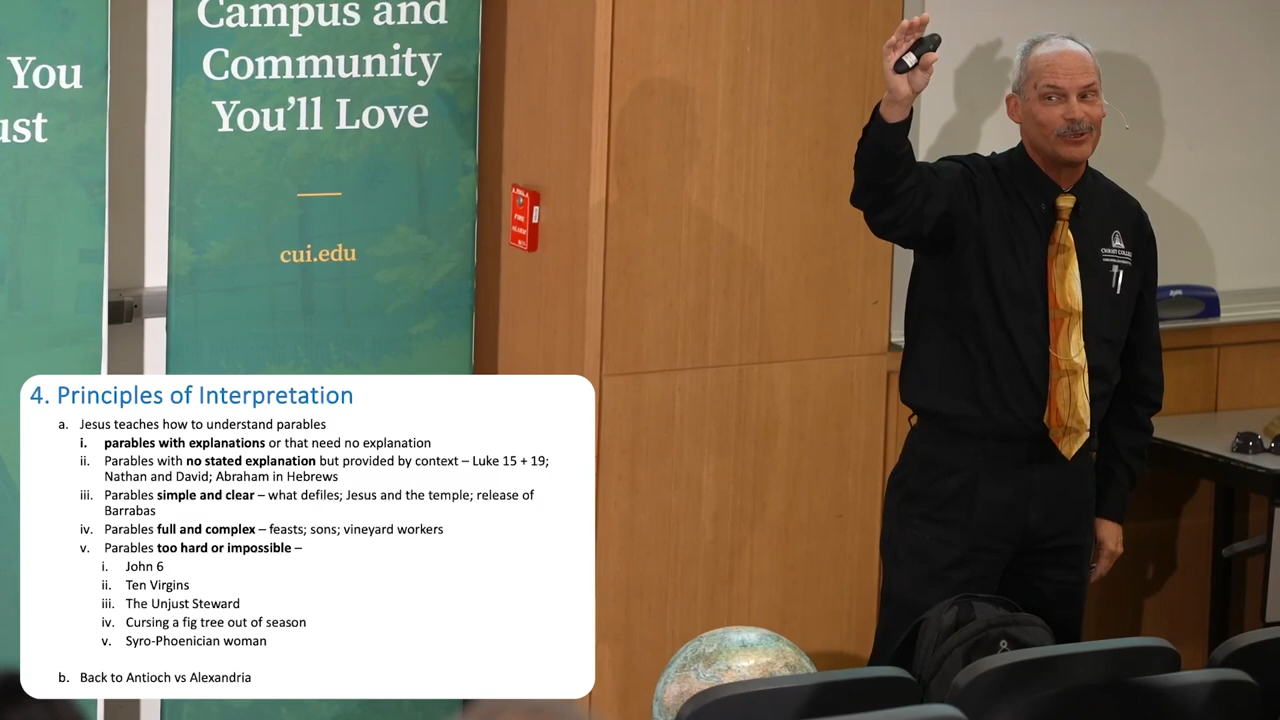 You
ust
Campus and
Community
You'll Love
cui.edu
FIRE
ALARM
4. Principles of Interpretation
a. Jesus teaches how to understand parables
i. parables with explanations or that need no explanation
ii. Parables with no stated explanation but provided by context – Luke 15 + 19;
Nathan and David; Abraham in Hebrews
iii. Parables simple and clear – what defiles; Jesus and the temple; release of
Barrabas
iv. Parables full and complex – feasts; sons; vineyard workers
v. Parables too hard or impossible –
i. John 6
ii. Ten Virgins
iii. The Unjust Steward
iv. Cursing a fig tree out of season
v. Syro-Phoenician woman
b. Back to Antioch vs Alexandria